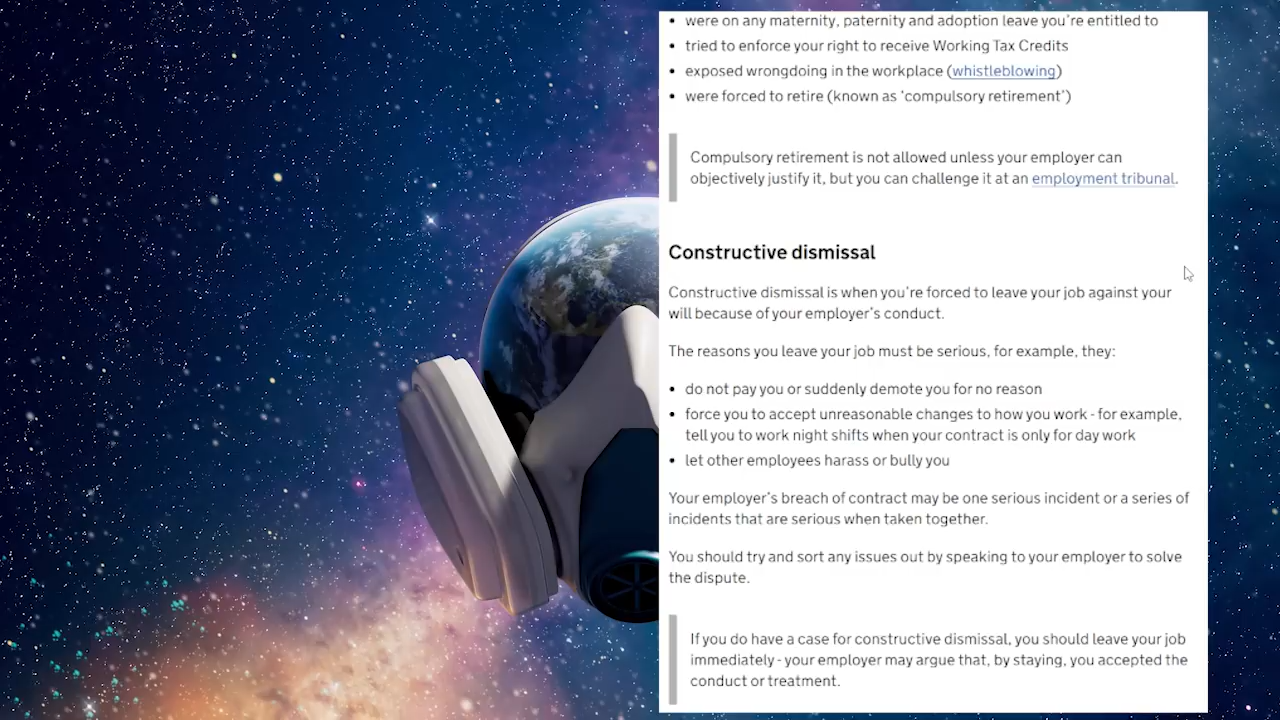 • were on any maternity, paternity and adoption leave you're entitled to
• tried to enforce your right to receive Working Tax Credits
• exposed wrongdoing in the workplace (whistleblowing)
• were forced to retire (known as ‘compulsory retirement’)
Compulsory retirement is not allowed unless your employer can
objectively justify it, but you can challenge it at an employment tribunal.
Constructive dismissal
Constructive dismissal is when you're forced to leave your job against your
will because of your employer's conduct.
The reasons you leave your job must be serious, for example, they:
• do not pay you or suddenly demote you for no reason
• force you to accept unreasonable changes to how you work - for example,
tell you to work night shifts when your contract is only for day work
• let other employees harass or bully you
Your employer's breach of contract may be one serious incident or a series of
incidents that are serious when taken together.
You should try and sort any issues out by speaking to your employer to solve
the dispute.
If you do have a case for constructive dismissal, you should leave your job
immediately - your employer may argue that, by staying, you accepted the
conduct or treatment.